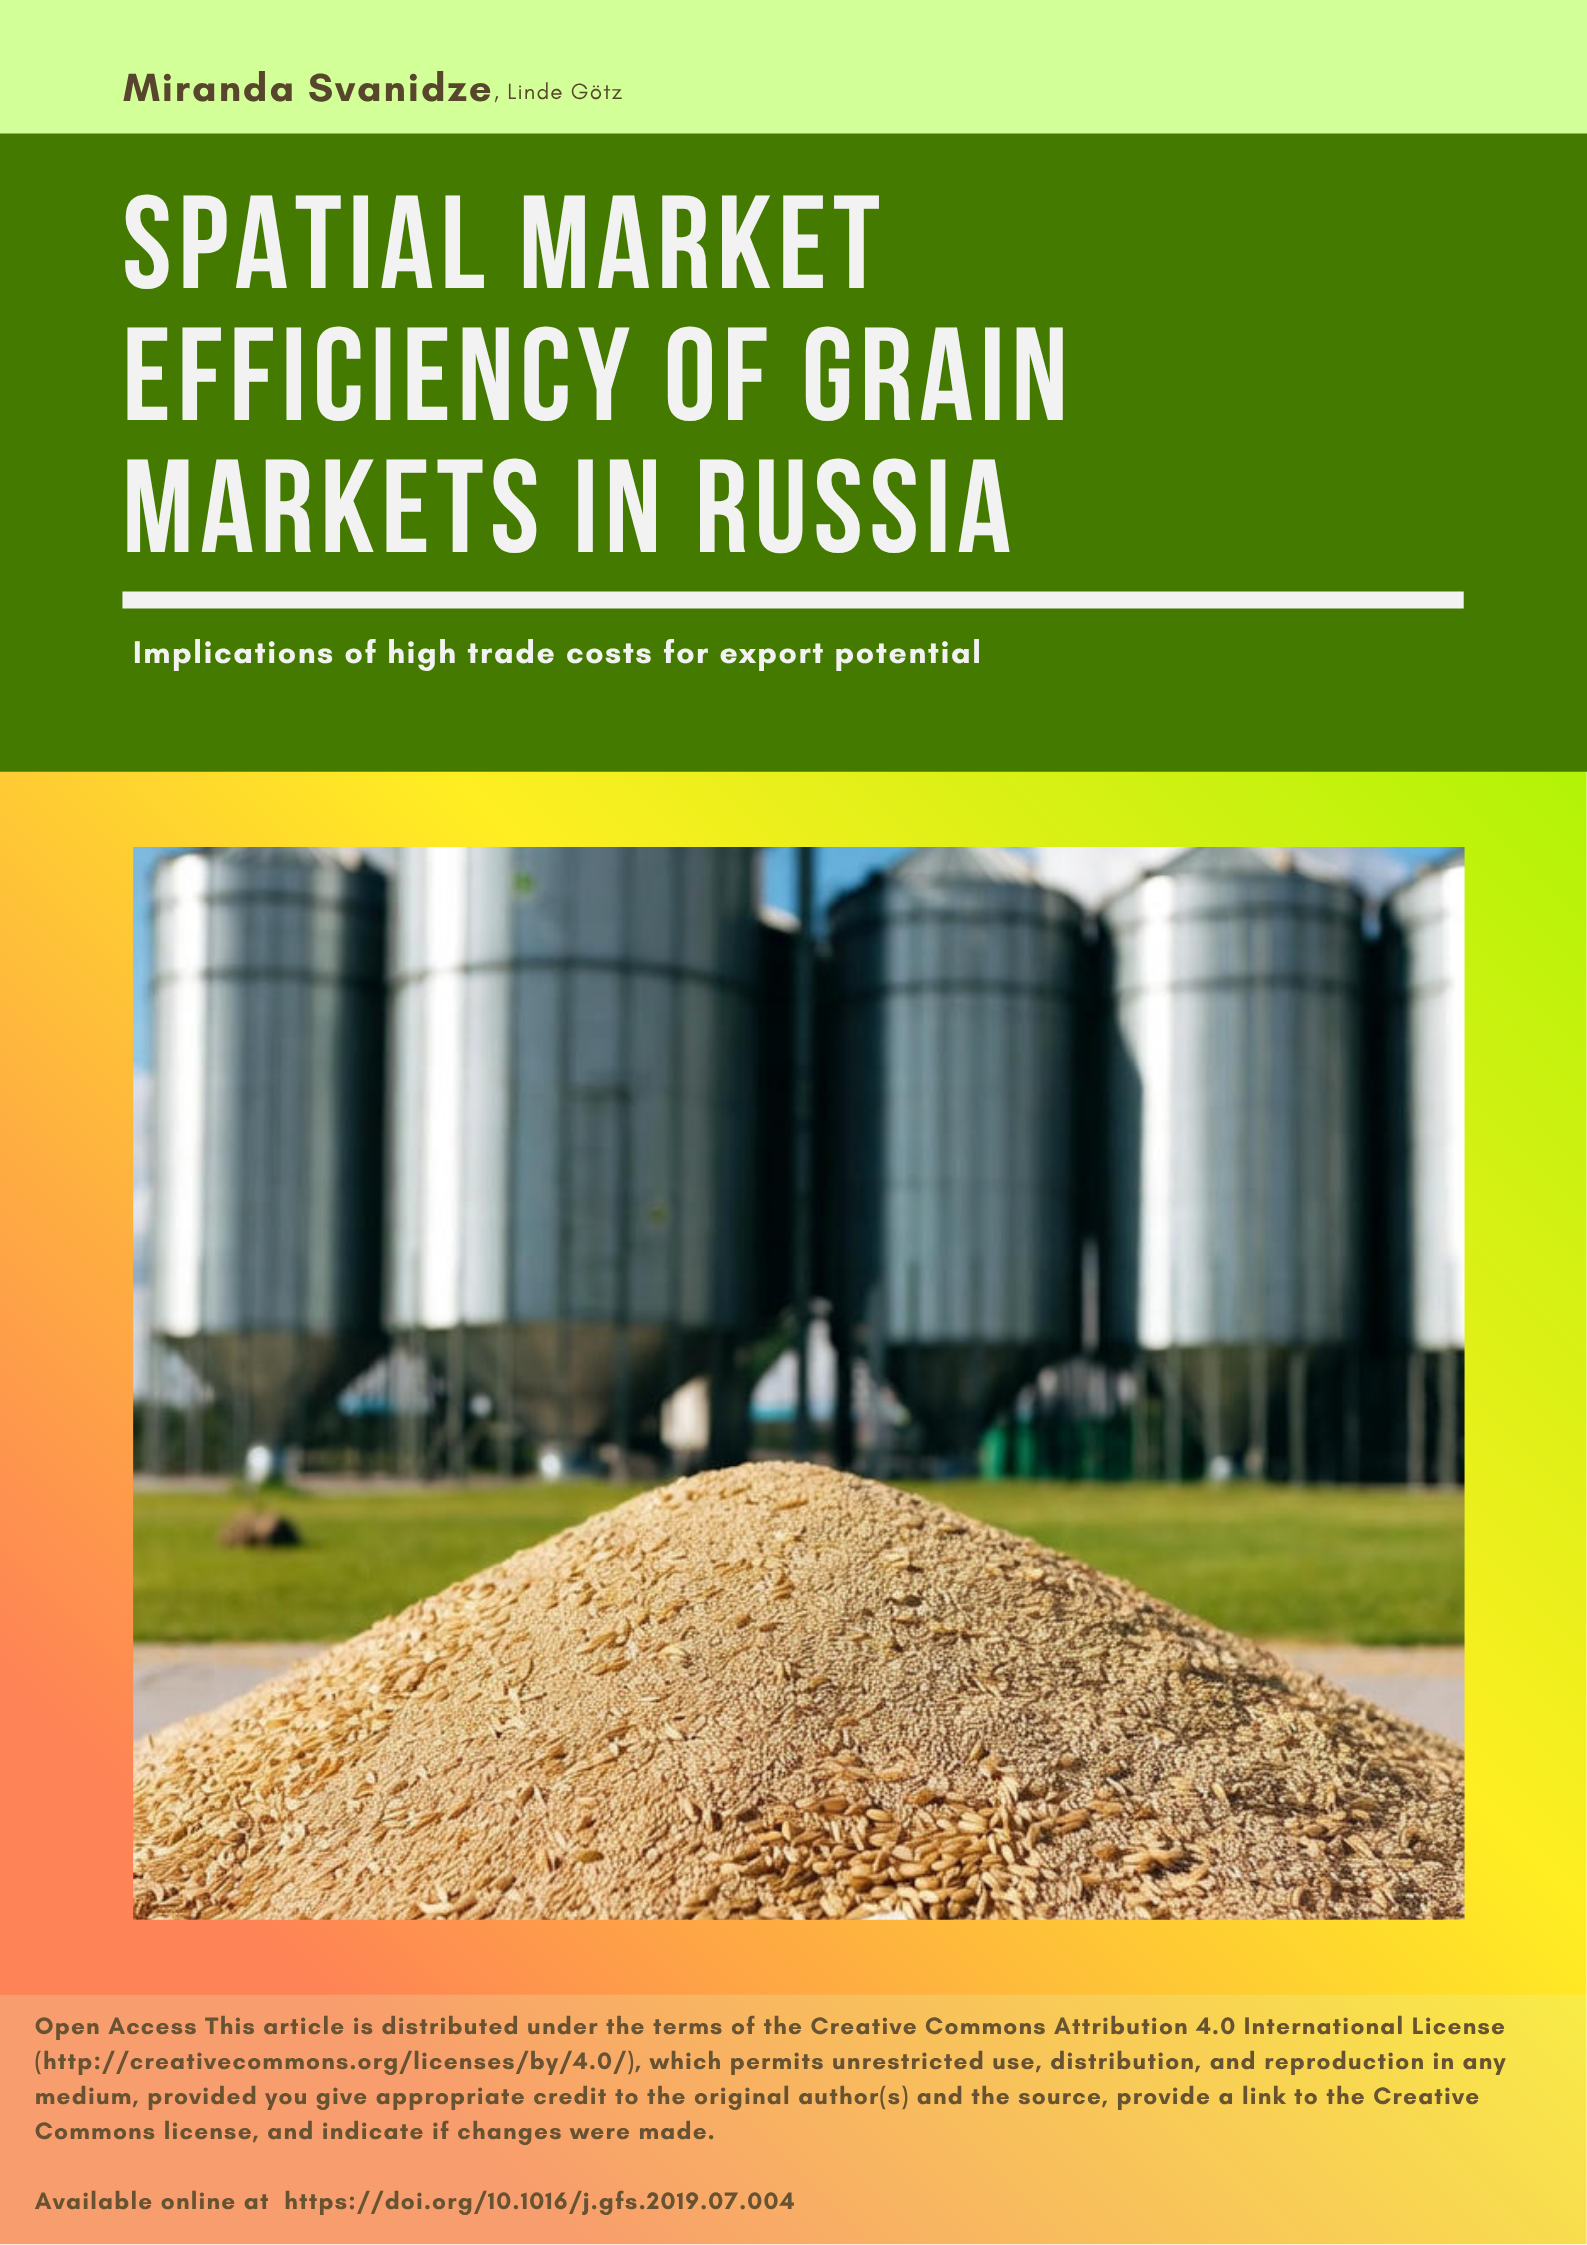 Miranda Svanidze, Linde Götz
SPATIAL MARKET
EFFICIENCY OF GRAIN
MARKETS IN RUSSIA
Implications of high trade costs for export potential
Open Access This article is distributed under the terms of the Creative Commons Attribution 4.0 International License
(http://creativecommons.org/licenses/by/4.0/), which permits unrestricted use, distribution, and reproduction in any
medium, provided you give appropriate credit to the original author(s) and the source, provide a link to the Creative
Commons license, and indicate if changes were made.
Available online at  https://doi.org/10.1016/j.gfs.2019.07.004